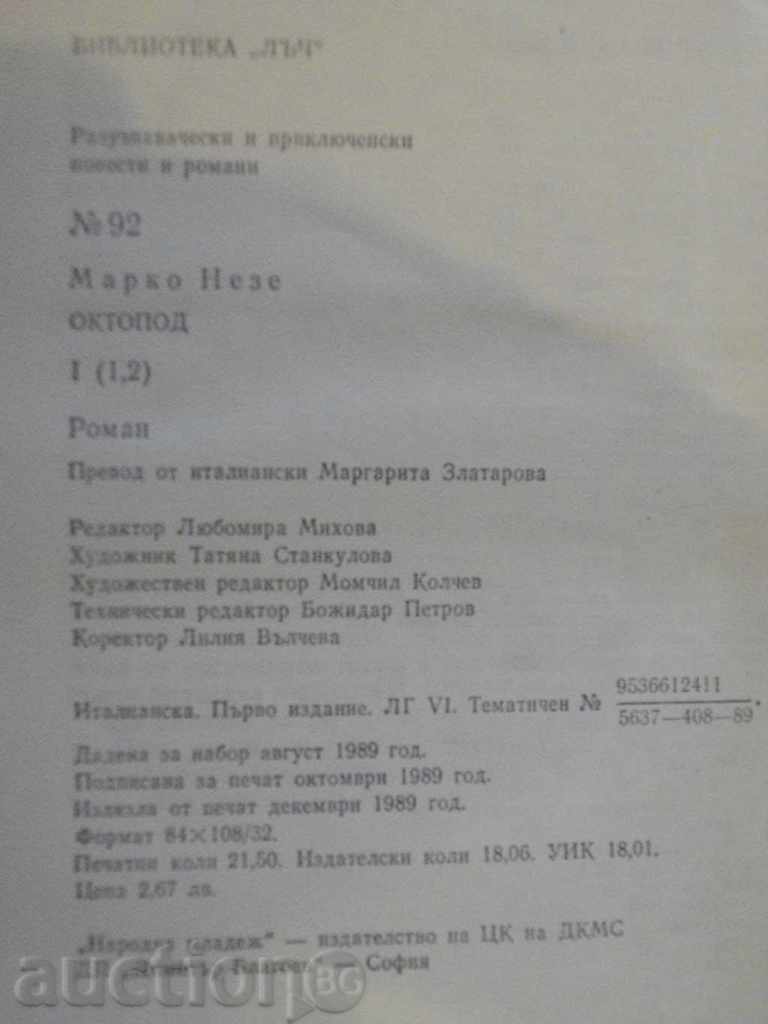 БИБЛИОТЕКА „ЛЪЧ“
Разузнавачески и приключенски
повести и романи
№ 92
Марко Незе
ОКТОПОД
I (1,2)
Роман
Превод от италиански Маргарита Златарова
Редактор Любомира Михова
Художник Татяна Станкулова
Художествен редактор Момчил Колчев
Технически редактор Божидар Петров
Коректор Лилия Вълчева
Италианска. Първо издание. ЛГ VI. Тематичен № 9536612411
5637—408—89.
Дадена за набор август 1989 год.
Подписана за печат октомври 1989 год.
Излязла от печат декември 1989 год.
Формат 84×108/32.
Печатни коли 21,50. Издателски коли 18,06. УИК 18,01.
Цена 2,67 лв.
„Народна младеж“ — издателство на ЦК на ДКМС
— София
auction BG